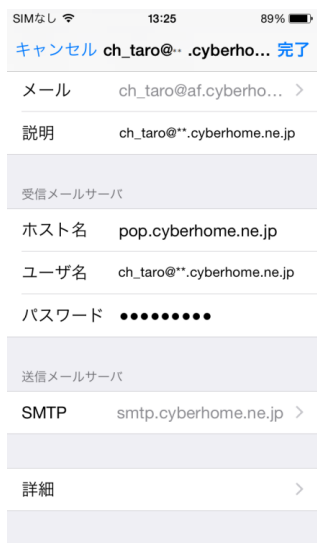 SIMなし 13:25 89%
キャンセル ch_taro@·· .cyberho... 完了
メール ch_taro@af.cyberho...
説明 ch_taro@**.cyberhome.ne.jp
受信メールサーバ
ホスト名 pop.cyberhome.ne.jp
ユーザ名 ch_taro@**.cyberhome.ne.jp
パスワード ●●●●●●●●●
送信メールサーバ
SMTP smtp.cyberhome.ne.jp
詳細